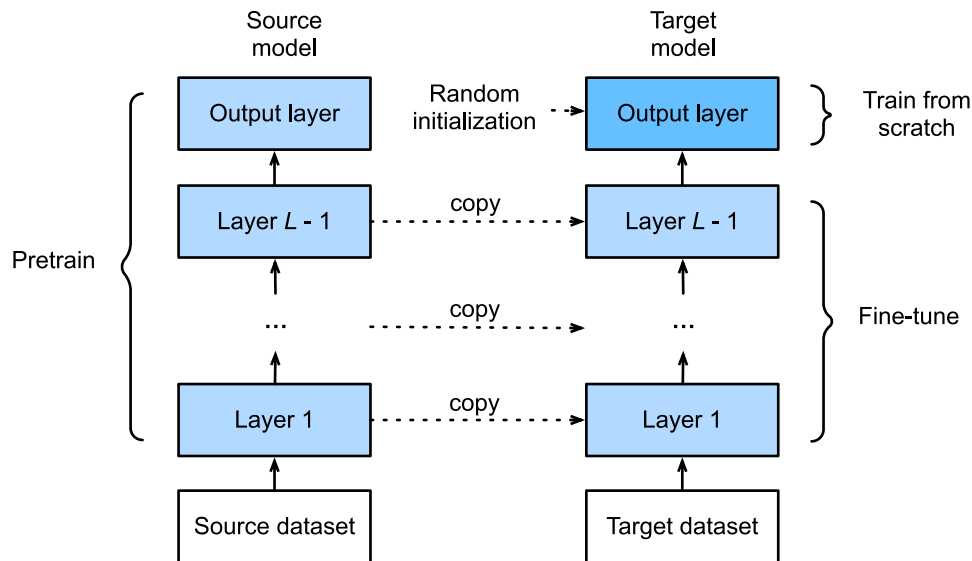 Source
model
Target
model
Output layer
Random
initialization
Output layer
Train from
scratch
Layer L - 1
copy
Layer L - 1
Pretrain
...
copy
...
Fine-tune
Layer 1
copy
Layer 1
Source dataset
Target dataset